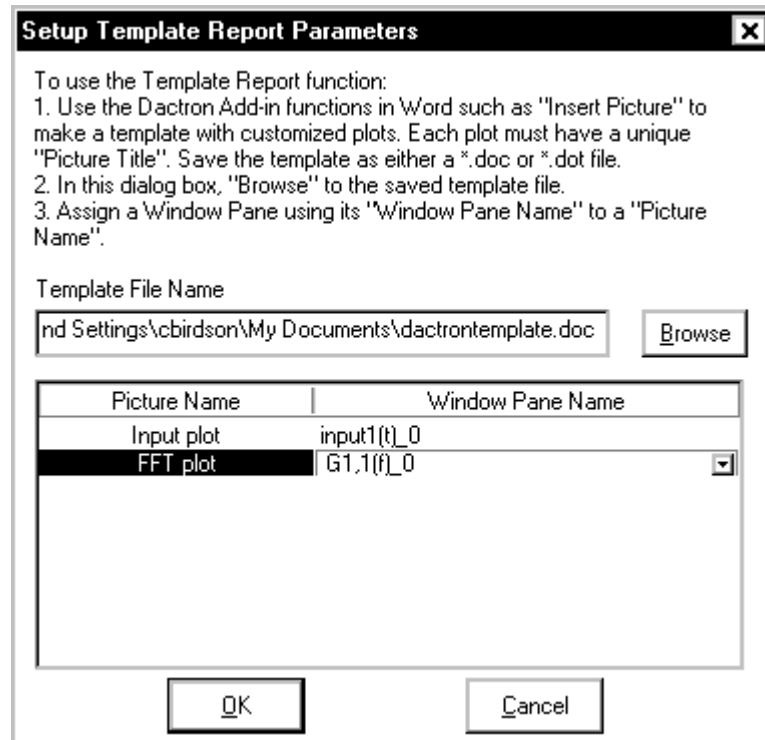 Setup Template Report Parameters
To use the Template Report function:
1. Use the Dactron Add-in functions in Word such as "Insert Picture" to
make a template with customized plots. Each plot must have a unique
"Picture Title". Save the template as either a *.doc or *.dot file.
2. In this dialog box, "Browse" to the saved template file.
3. Assign a Window Pane using its "Window Pane Name" to a "Picture
Name".
Template File Name
nd Settings\cbirdson\My Documents\dactrontemplate.doc Browse
Picture Name Window Pane Name
Input plot input1(t)_0
FFT plot G1,1(f)_0
OK Cancel